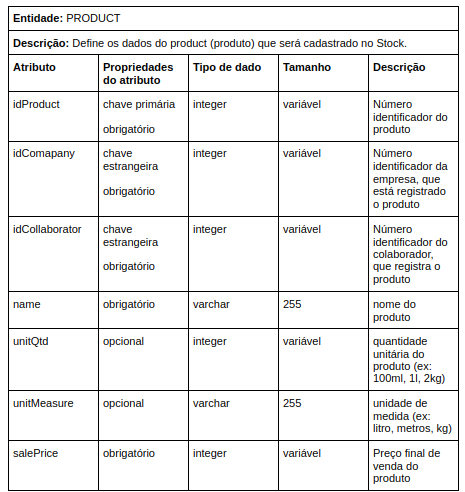 Entidade: PRODUCT
Descrição: Define os dados do product (produto) que será cadastrado no Stock.
Atributo
Propriedades
do atributo
Tipo de dado
Tamanho
Descrição
idProduct
chave primária
obrigatório
integer
variável
Número
identificador do
produto
idComapany
chave
estrangeira
obrigatório
integer
variável
Número
identificador da
empresa, que
está registrado
o produto
idCollaborator
chave
estrangeira
obrigatório
integer
variável
Número
identificador do
colaborador,
que registra o
produto
name
obrigatório
varchar
255
nome do
produto
unitQtd
opcional
integer
variável
quantidade
unitária do
produto (ex:
100ml, 1l, 2kg)
unitMeasure
opcional
varchar
255
unidade de
medida (ex:
litro, metros, kg)
salePrice
obrigatório
integer
variável
Preço final de
venda do
produto